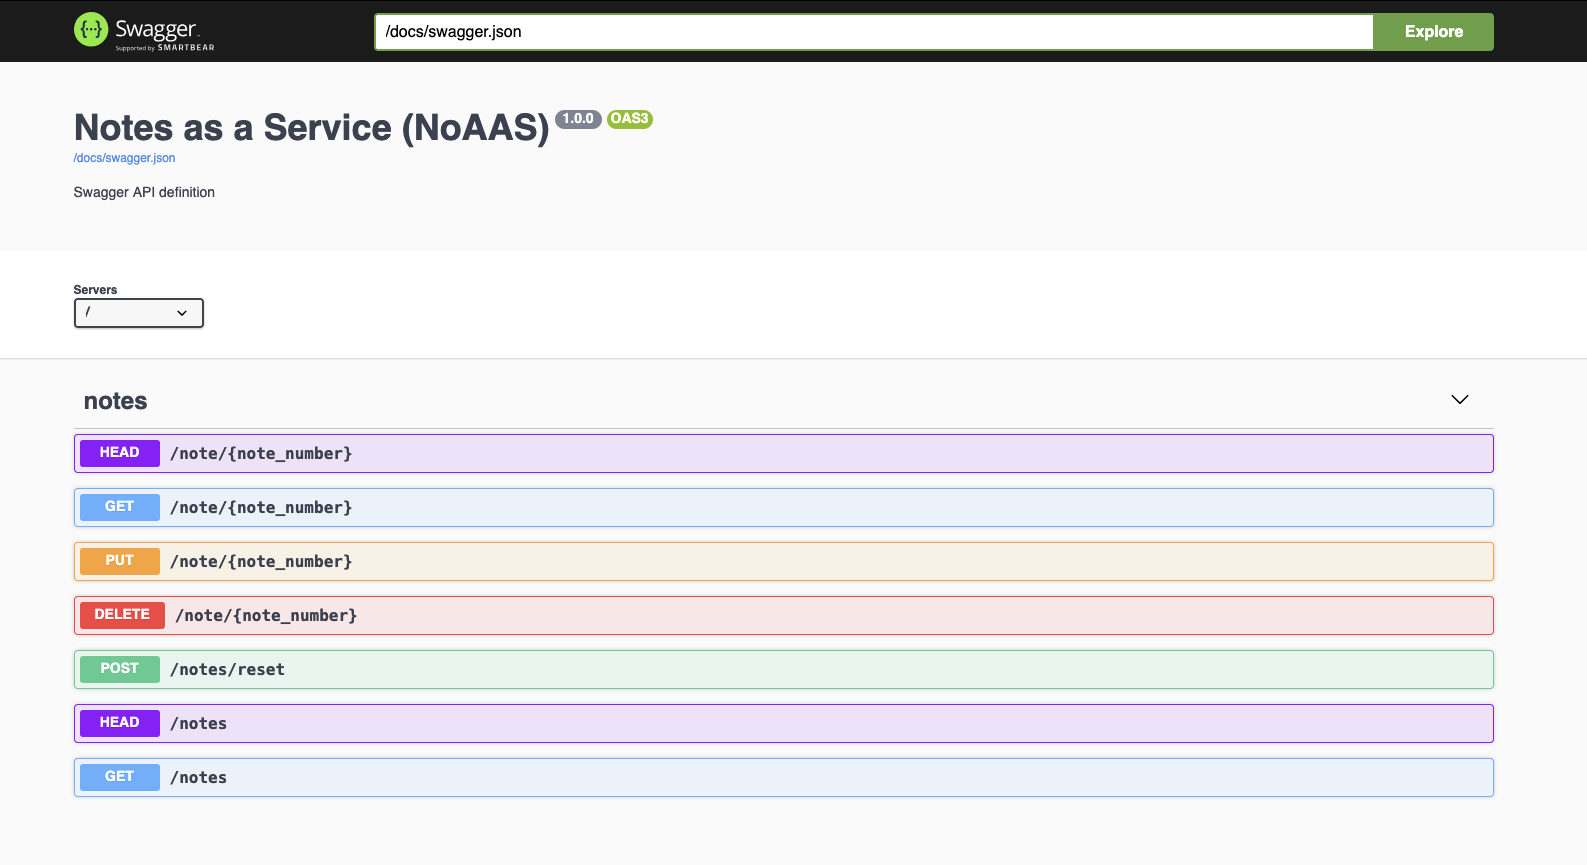 Swagger
Supported by SMARTBEAR
/docs/swagger.json
Explore
Notes as a Service (NoAAS) 1.0.0 OAS3
/docs/swagger.json
Swagger API definition
Servers
/
notes
HEAD /note/{note_number}
GET /note/{note_number}
PUT /note/{note_number}
DELETE /note/{note_number}
POST /notes/reset
HEAD /notes
GET /notes